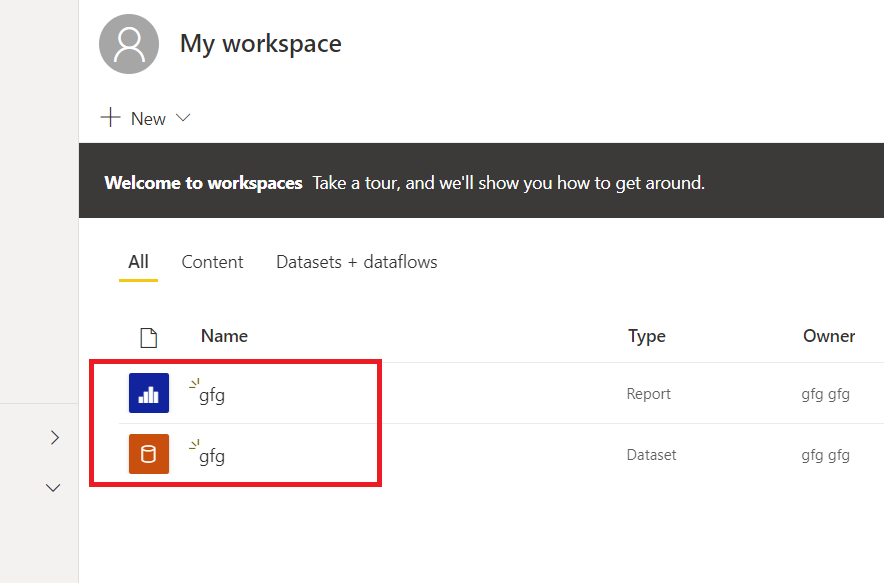 My workspace
New
Welcome to workspaces Take a tour, and we'll show you how to get around.
All Content Datasets + dataflows
Name Type Owner
gfg Report gfg gfg
gfg Dataset gfg gfg